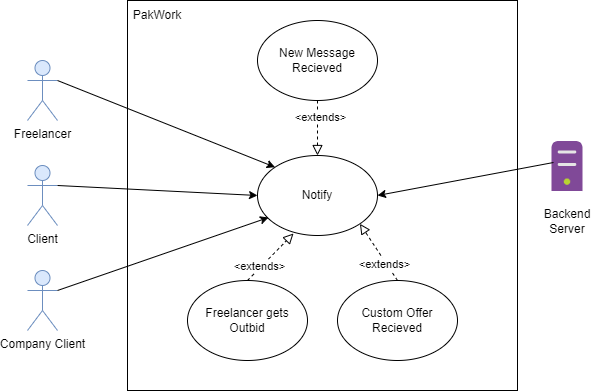 PakWork
New Message
Recieved
<extends>
Freelancer
Notify
Client
Backend
Server
<extends>
<extends>
Freelancer gets
Outbid
Custom Offer
Recieved
Company Client